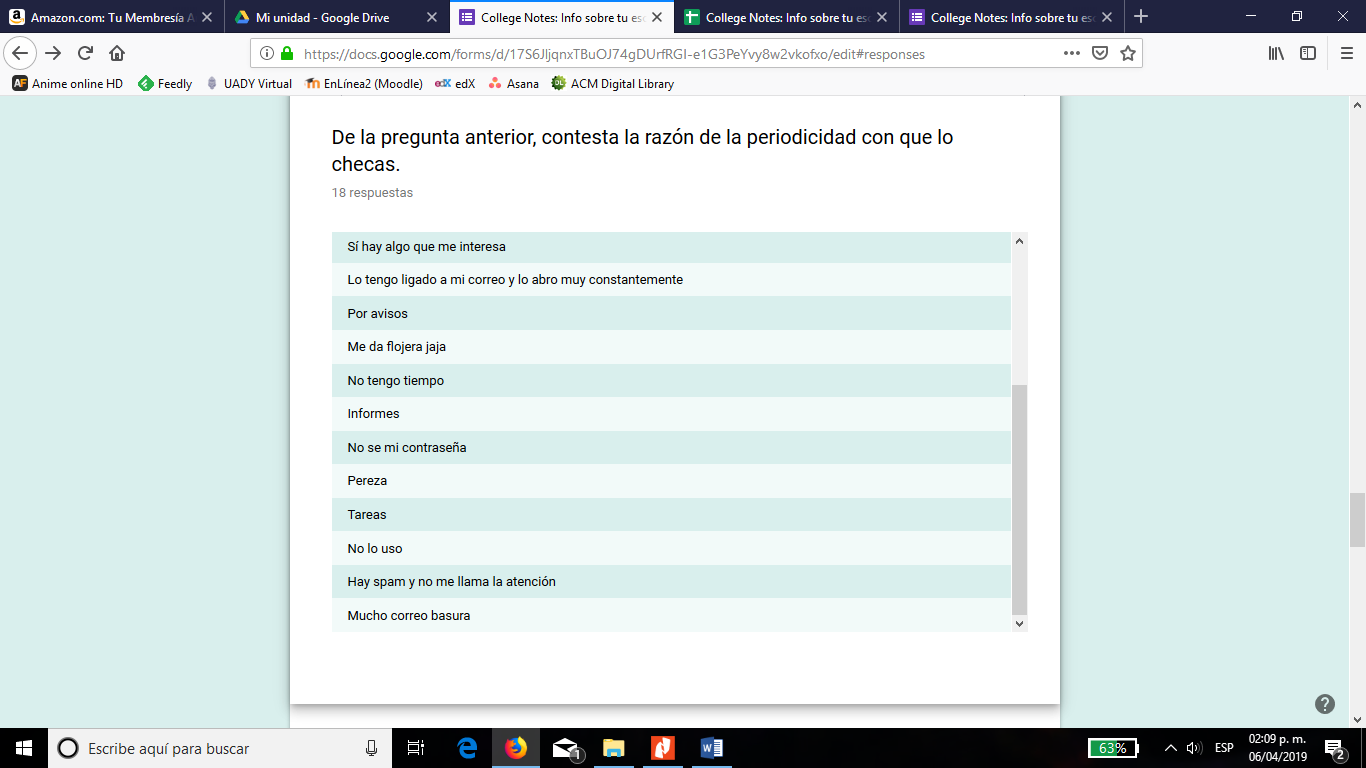 Amazon.com: Tu Membresía A
Mi unidad - Google Drive
College Notes: Info sobre tu es
College Notes: Info sobre tu es
College Notes: Info sobre tu es
https://docs.google.com/forms/d/17S6JljqnxTBuOJ74gDUrfRGI-e1G3PeYvy8w2vkofxo/edit#responses
AF Anime online HD
Feedly
UADY Virtual
EnLínea2 (Moodle)
edX edX
Asana
DL ACM Digital Library
De la pregunta anterior, contesta la razón de la periodicidad con que lo
checas.
18 respuestas
Sí hay algo que me interesa
Lo tengo ligado a mi correo y lo abro muy constantemente
Por avisos
Me da flojera jaja
No tengo tiempo
Informes
No se mi contraseña
Pereza
Tareas
No lo uso
Hay spam y no me llama la atención
Mucho correo basura
Escribe aquí para buscar
1
63%
ESP
02:09 p. m.
06/04/2019
2